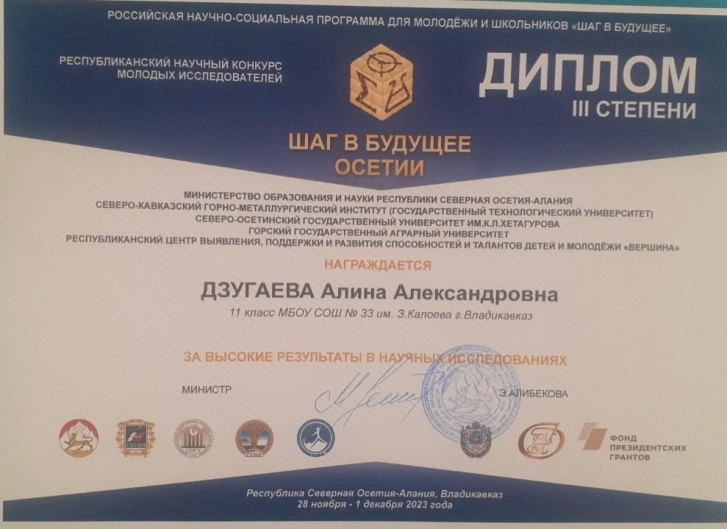 РОССИЙСКАЯ НАУЧНО-СОЦИАЛЬНАЯ ПРОГРАММА ДЛЯ МОЛОДЁЖИ И ШКОЛЬНИКОВ «ШАГ В БУДУЩЕЕ»
РЕСПУБЛИКАНСКИЙ НАУЧНЫЙ КОНКУРС
МОЛОДЫХ ИССЛЕДОВАТЕЛЕЙ
ДИПЛОМ
III СТЕПЕНИ
ШАГ В БУДУЩЕЕ
ОСЕТИИ
МИНИСТЕРСТВО ОБРАЗОВАНИЯ И НАУКИ РЕСПУБЛИКИ СЕВЕРНАЯ ОСЕТИЯ-АЛАНИЯ
СЕВЕРО-КАВКАЗСКИЙ ГОРНО-МЕТАЛЛУРГИЧЕСКИЙ ИНСТИТУТ (ГОСУДАРСТВЕННЫЙ ТЕХНОЛОГИЧЕСКИЙ УНИВЕРСИТЕТ)
СЕВЕРО-ОСЕТИНСКИЙ ГОСУДАРСТВЕННЫЙ УНИВЕРСИТЕТ ИМ.К.Л.ХЕТАГУРОВА
ГОРСКИЙ ГОСУДАРСТВЕННЫЙ АГРАРНЫЙ УНИВЕРСИТЕТ
РЕСПУБЛИКАНСКИЙ ЦЕНТР ВЫЯВЛЕНИЯ, ПОДДЕРЖКИ И РАЗВИТИЯ СПОСОБНОСТЕЙ И ТАЛАНТОВ ДЕТЕЙ И МОЛОДЁЖИ «ВЕРШИНА»
НАГРАЖДАЕТСЯ
ДЗУГАЕВА Алина Александровна
11 класс МБОУ СОШ № 33 им. З.Калоева г.Владикавказ
ЗА ВЫСОКИЕ РЕЗУЛЬТАТЫ В НАУЧНЫХ ИССЛЕДОВАНИЯХ
МИНИСТР
Э.АЛИБЕКОВА
ФОНД
ПРЕЗИДЕНТСКИХ
ГРАНТОВ
Республика Северная Осетия-Алания, Владикавказ
28 ноября - 1 декабря 2023 года